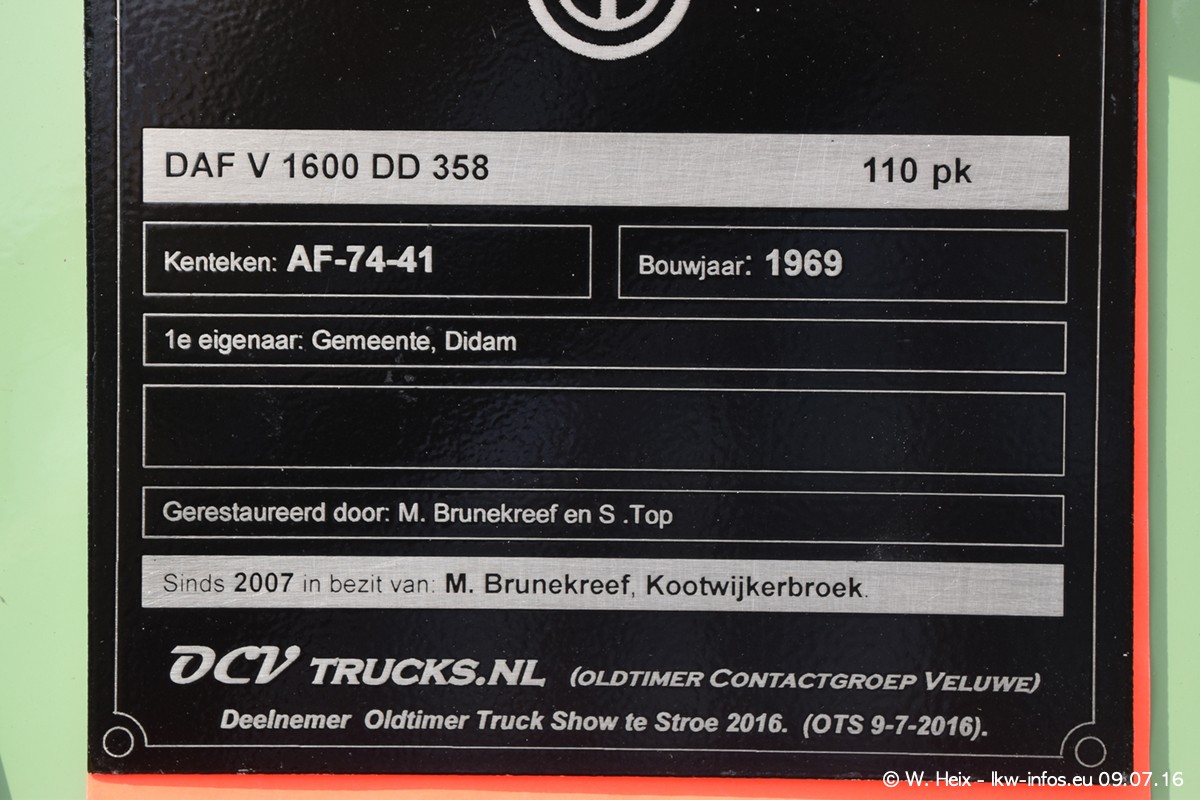 DAF V 1600 DD 358 110 pk
Kenteken: AF-74-41 Bouwjaar: 1969
1e eigenaar: Gemeente, Didam
Gerestaureerd door: M. Brunekreef en S .Top
Sinds 2007 in bezit van: M. Brunekreef, Kootwijkerbroek.
OCV TRUCKS.NL (OLDTIMER CONTACTGROEP VELUWE)
Deelnemer Oldtimer Truck Show te Stroe 2016. (OTS 9-7-2016).
© W. Heix - lkw-infos.eu 09.07.16